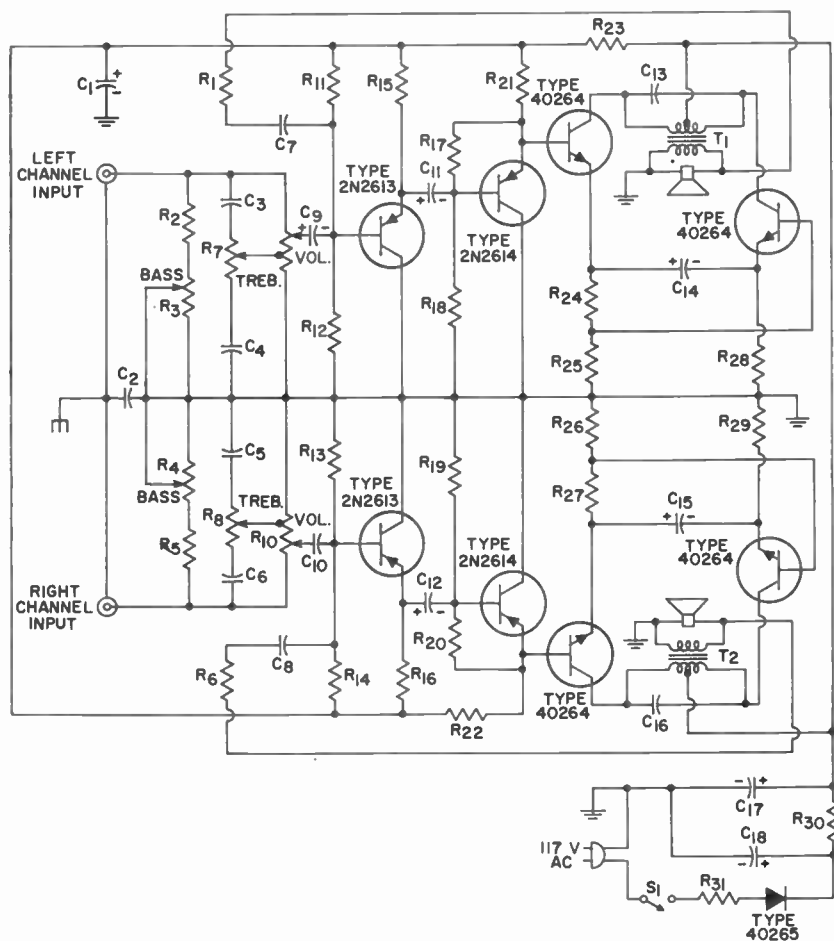 R23
R1
R11
R15
R21
TYPE
40264
C13
C1
+
-
C7
R17
C11
+ -
T1
LEFT
CHANNEL
INPUT
C3
C9
+ -
TYPE
2N2613
TYPE
2N2614
TYPE
40264
R2
R7
VOL.
TREB.
BASS
R3
C4
R12
R18
+ -
C14
R24
R25
R28
C2
R4
BASS
R5
C5
R8
TREB.
VOL.
R10
C10
C6
R13
TYPE
2N2613
R19
R26
R27
R29
TYPE
2N2614
C15
+ -
TYPE
40264
RIGHT
CHANNEL
INPUT
C12
+ -
R20
C8
R6
R14
R16
R22
TYPE
40264
T2
C16
- +
C17
R30
C18
- +
117 V
AC
S1
R31
TYPE
40265